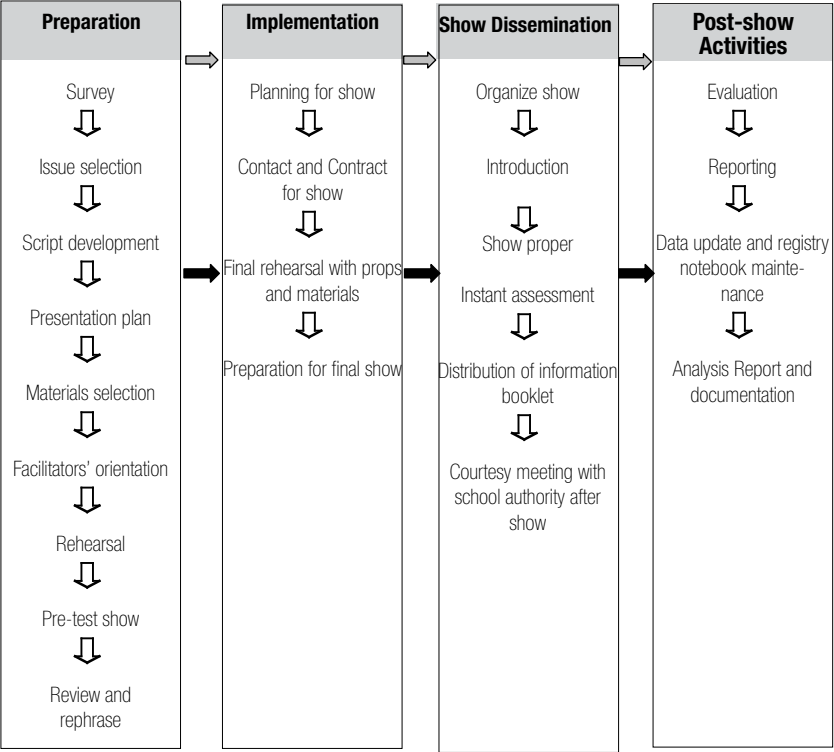 Preparation
Survey
Issue selection
Script development
Presentation plan
Materials selection
Facilitators' orientation
Rehearsal
Pre-test show
Review and
rephrase
Implementation
Planning for show
Contact and Contract
for show
Final rehearsal with props
and materials
Preparation for final show
Show Dissemination
Organize show
Introduction
Show proper
Instant assessment
Distribution of information
booklet
Courtesy meeting with
school authority after
show
Post-show
Activities
Evaluation
Reporting
Data update and registry
notebook mainte-
nance
Analysis Report and
documentation